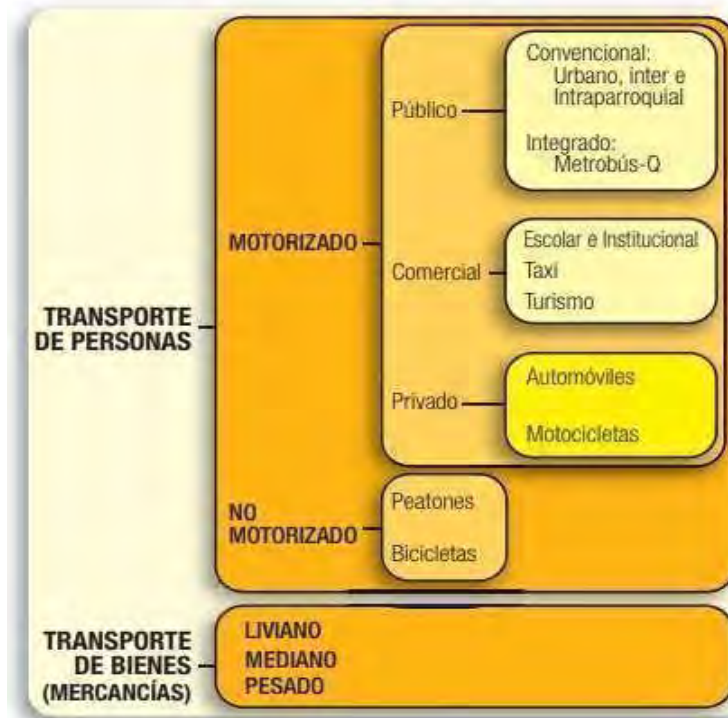 TRANSPORTE
DE PERSONAS
MOTORIZADO
Público
Convencional:
Urbano, inter e
Intraparroquial
Integrado:
Metrobús-Q
Comercial
Escolar e Institucional
Taxi
Turismo
Privado
Automóviles
Motocicletas
NO
MOTORIZADO
Peatones
Bicicletas
TRANSPORTE
DE BIENES
(MERCANCÍAS)
LIVIANO
MEDIANO
PESADO